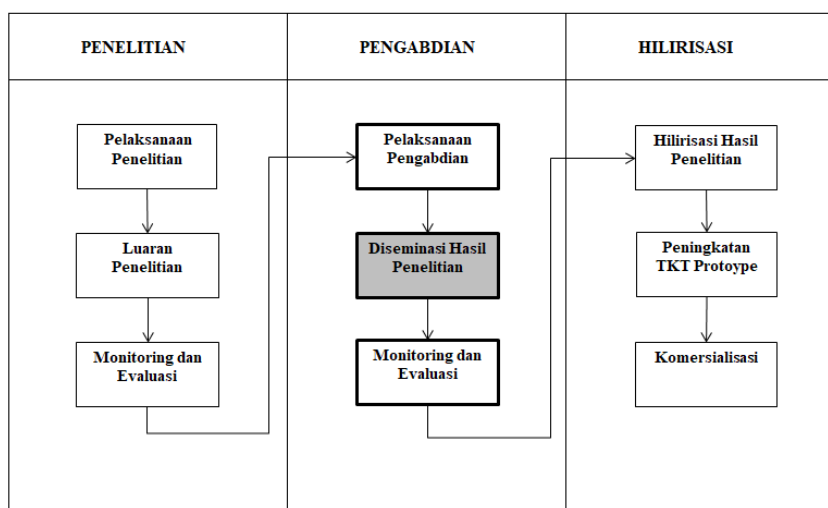 PENELITIAN
PENGABDIAN
HILIRISASI
Pelaksanaan
Penelitian
Luaran
Penelitian
Monitoring dan
Evaluasi
Pelaksanaan
Pengabdian
Diseminasi Hasil
Penelitian
Monitoring dan
Evaluasi
Hilirisasi Hasil
Penelitian
Peningkatan
TKT Protoype
Komersialisasi